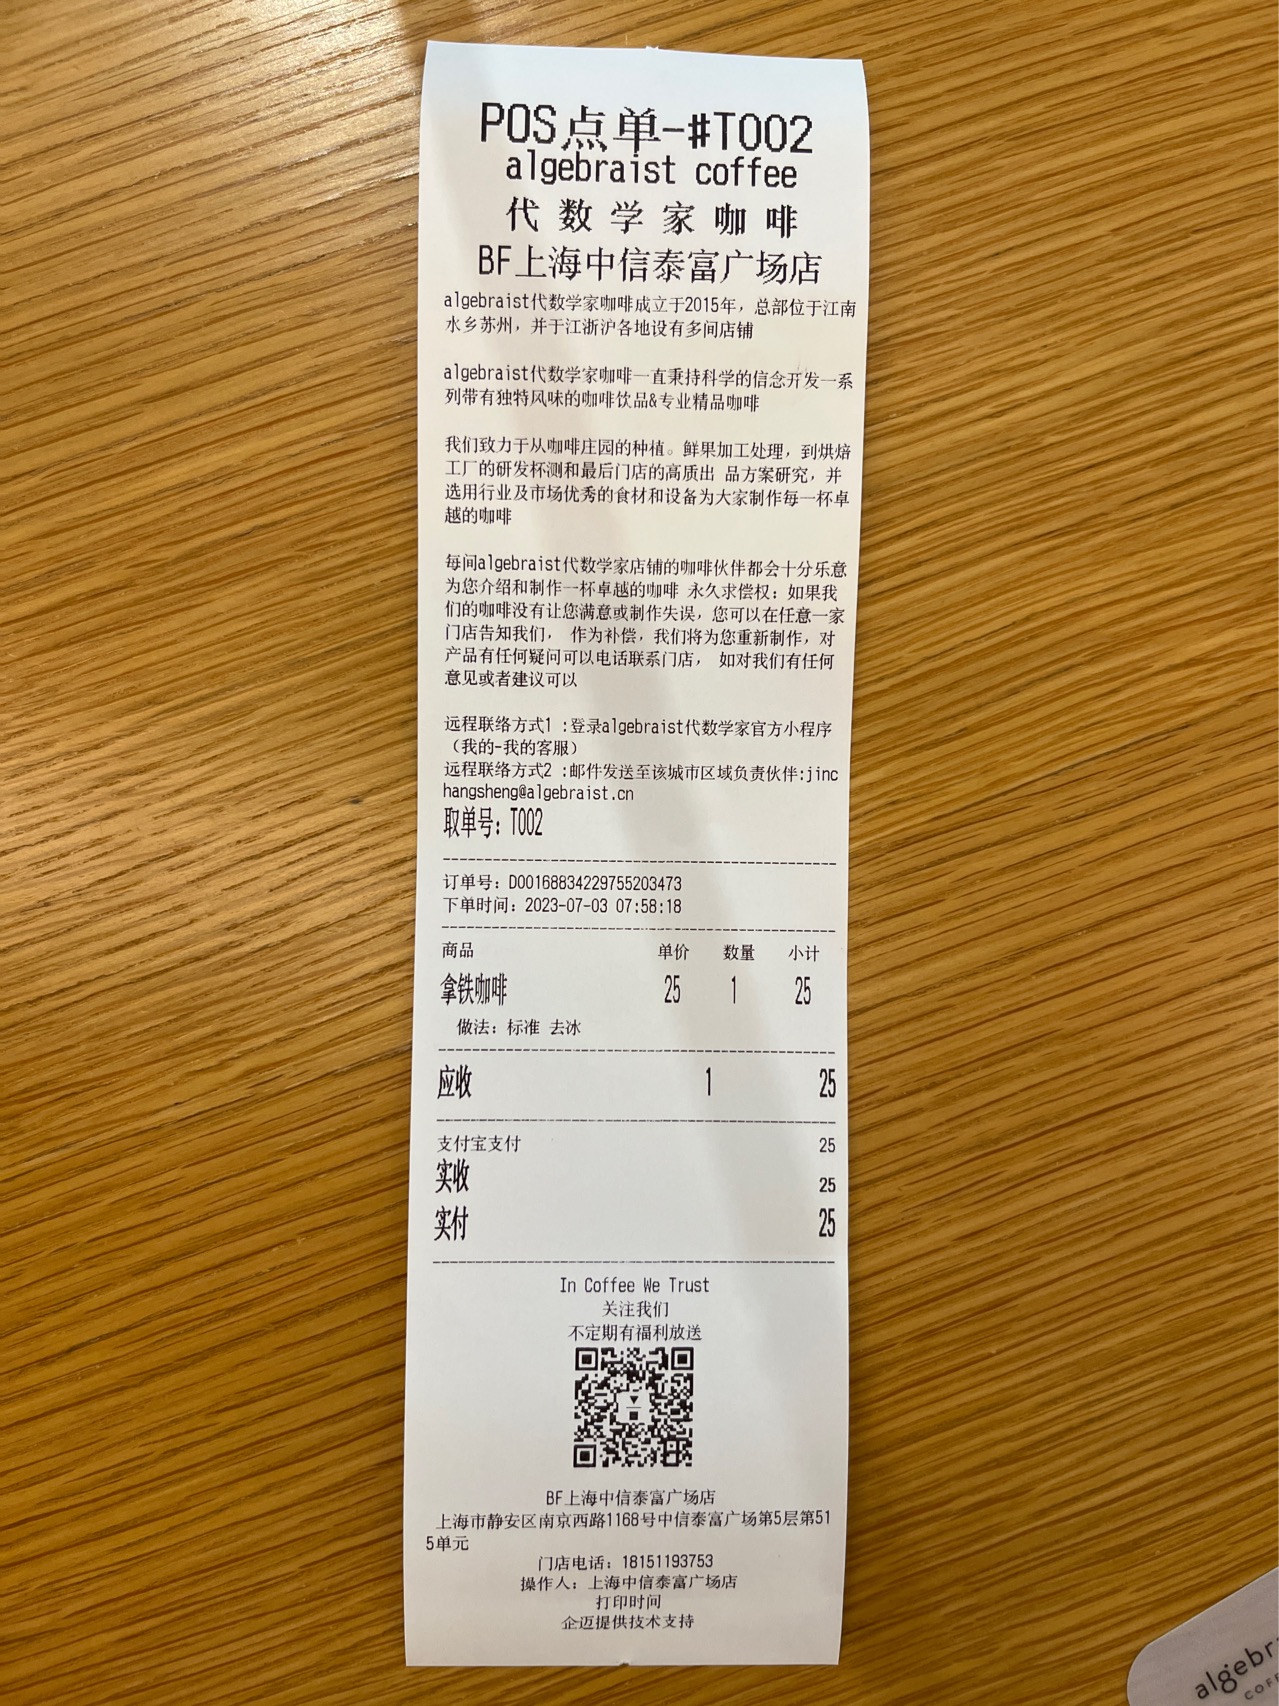 POS点单-#T002
algebraist coffee
代数学家咖啡
BF上海中信泰富广场店
algebraist代数学家咖啡成立于2015年，总部位于江南
水乡苏州，并于江浙沪各地设有多间店铺
algebraist代数学家咖啡一直秉持科学的信念开发一系
列带有独特风味的咖啡饮品&专业精品咖啡
我们致力于从咖啡庄园的种植。鲜果加工处理，到烘焙
工厂的研发杯测和最后门店的高质出 品方案研究，并
选用行业及市场优秀的食材和设备为大家制作每一杯卓
越的咖啡
每间algebraist代数学家店铺的咖啡伙伴都会十分乐意
为您介绍和制作一杯卓越的咖啡 永久求偿权：如果我
们的咖啡没有让您满意或制作失误，您可以在任意一家
门店告知我们， 作为补偿，我们将为您重新制作，对
产品有任何疑问可以电话联系门店， 如对我们有任何
意见或者建议可以
远程联络方式1 :登录algebraist代数学家官方小程序
（我的-我的客服）
远程联络方式2 :邮件发送至该城市区域负责伙伴:jinc
hangsheng@algebraist.cn
取单号：T002
订单号：D00168834229755203473
下单时间：2023-07-03 07:58:18
商品 单价 数量 小计
拿铁咖啡 25 1 25
做法：标准 去冰
应收 1 25
支付宝支付 25
实收 25
实付 25
In Coffee We Trust
关注我们
不定期有福利放送
BF上海中信泰富广场店
上海市静安区南京西路1168号中信泰富广场第5层第51
5单元
门店电话：18151193753
操作人：上海中信泰富广场店
打印时间
企迈提供技术支持